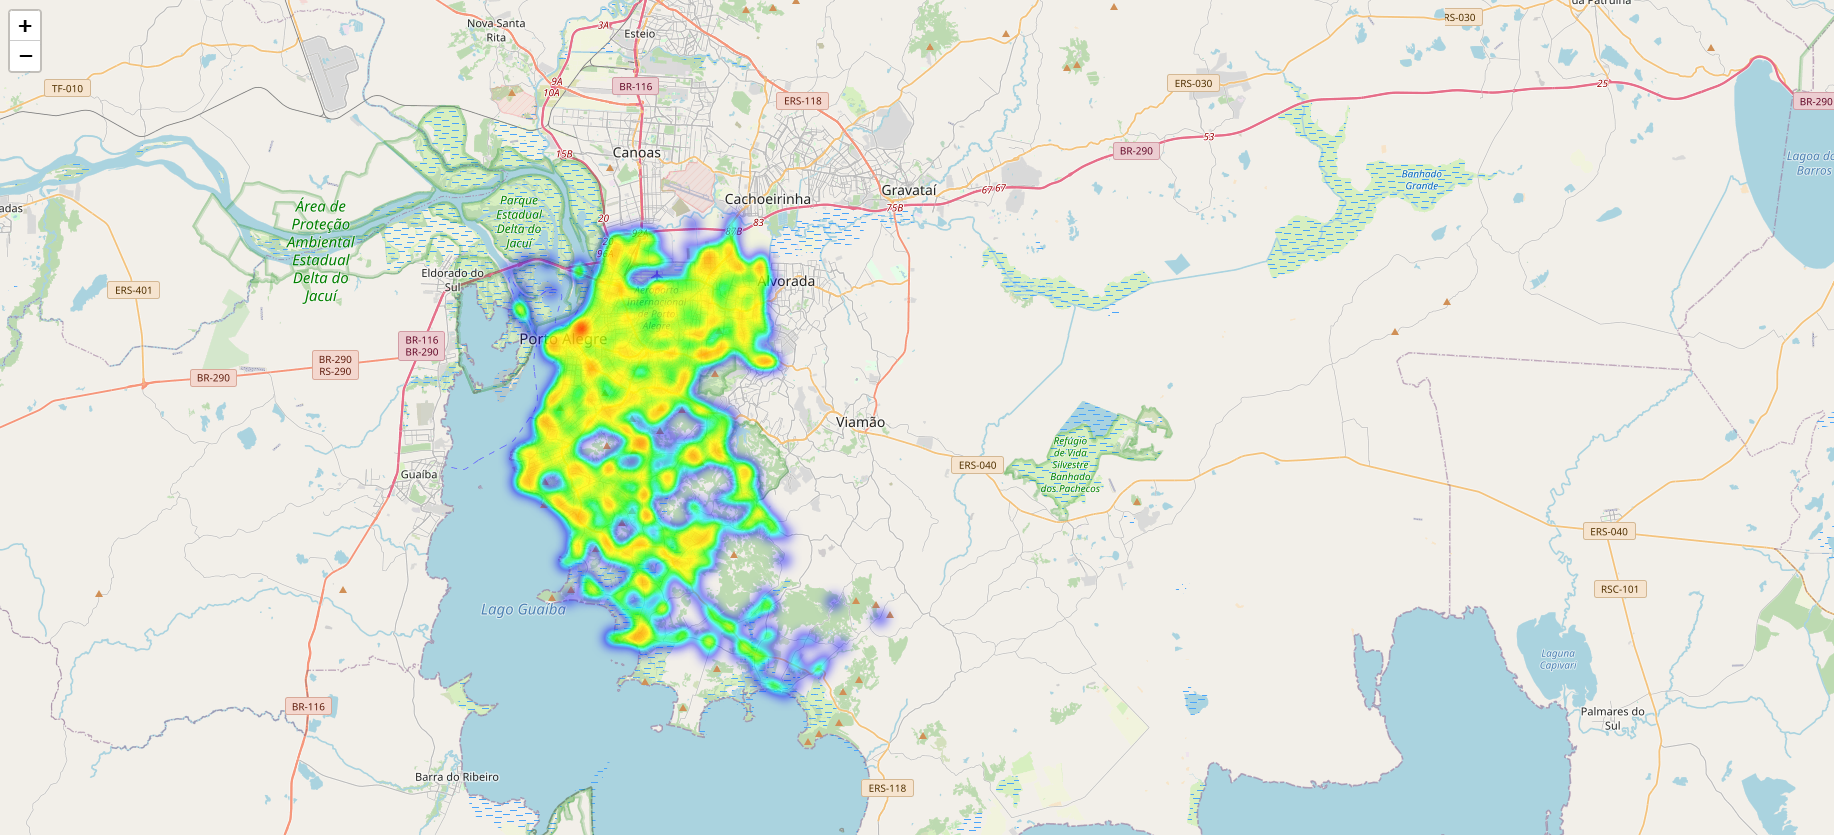 +
−
Nova Santa
Rita
3A
Esteio
RS-030
da Patrulha
TF-010
9A
10A
BR-116
ERS-118
ERS-030
25
BR-290
53
BR-290
15B
Canoas
Lagoa do
Barros
Banhado
Grande
Cachoeirinha
Gravataí
67 67
75B
adas
Área de
Proteção
Ambiental
Estadual
Delta do
Jacuí
Parque
Estadual
Delta do
Jacuí
20
83
87B
Eldorado do
Sul
ERS-401
Alvorada
Aeroporto
Internacional
de Porto
Alegre
Porto Alegre
BR-116
BR-290
BR-290
RS-290
BR-290
Viamão
Refúgio
de Vida
Silvestre
Banhado
dos Pachecos
ERS-040
Guaíba
ERS-040
RSC-101
Lago Guaíba
Laguna
Capivari
BR-116
Palmares do
Sul
Barra do Ribeiro
ERS-118